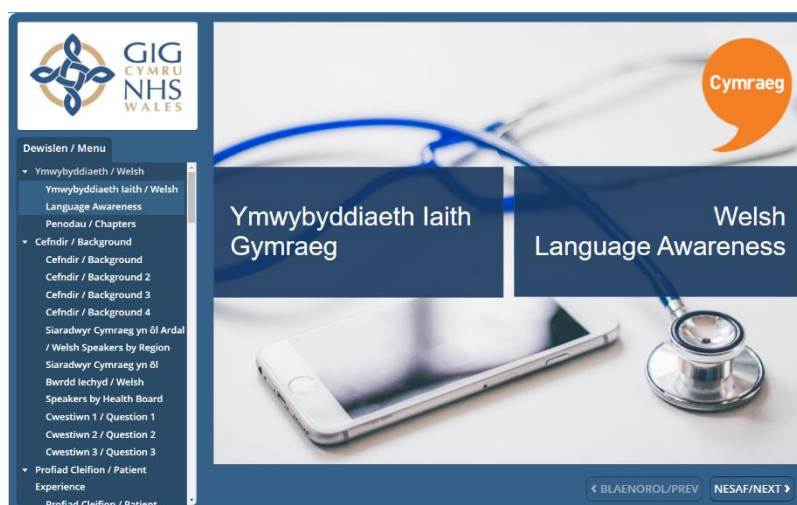 GIG
CYMRU
NHS
WALES
Dewislen / Menu
Ymwybyddiaeth / Welsh
Ymwybyddiaeth Iaith / Welsh
Language Awareness
Penodau / Chapters
Cefndir / Background
Cefndir / Background
Cefndir / Background 2
Cefndir / Background 3
Cefndir / Background 4
Siaradwyr Cymraeg yn ôl Ardal
/ Welsh Speakers by Region
Siaradwyr Cymraeg yn ôl
Bwrdd Iechyd / Welsh
Speakers by Health Board
Cwestiwn 1 / Question 1
Cwestiwn 2 / Question 2
Cwestiwn 3 / Question 3
Profiad Cleifion / Patient
Experience
Profiad Cleifion / Patient
Cymraeg
Ymwybyddiaeth Iaith
Gymraeg
Welsh
Language Awareness
BLAENOROL/PREV
NESAF/NEXT